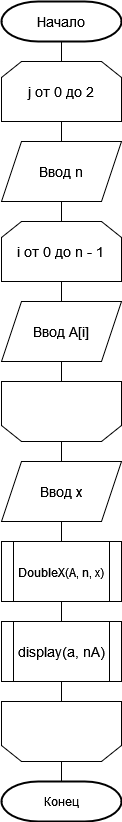 Начало
j от 0 до 2
Ввод n
i от 0 до n - 1
Ввод A[i]
Ввод x
DoubleX(A, n, x)
display(a, nA)
Конец